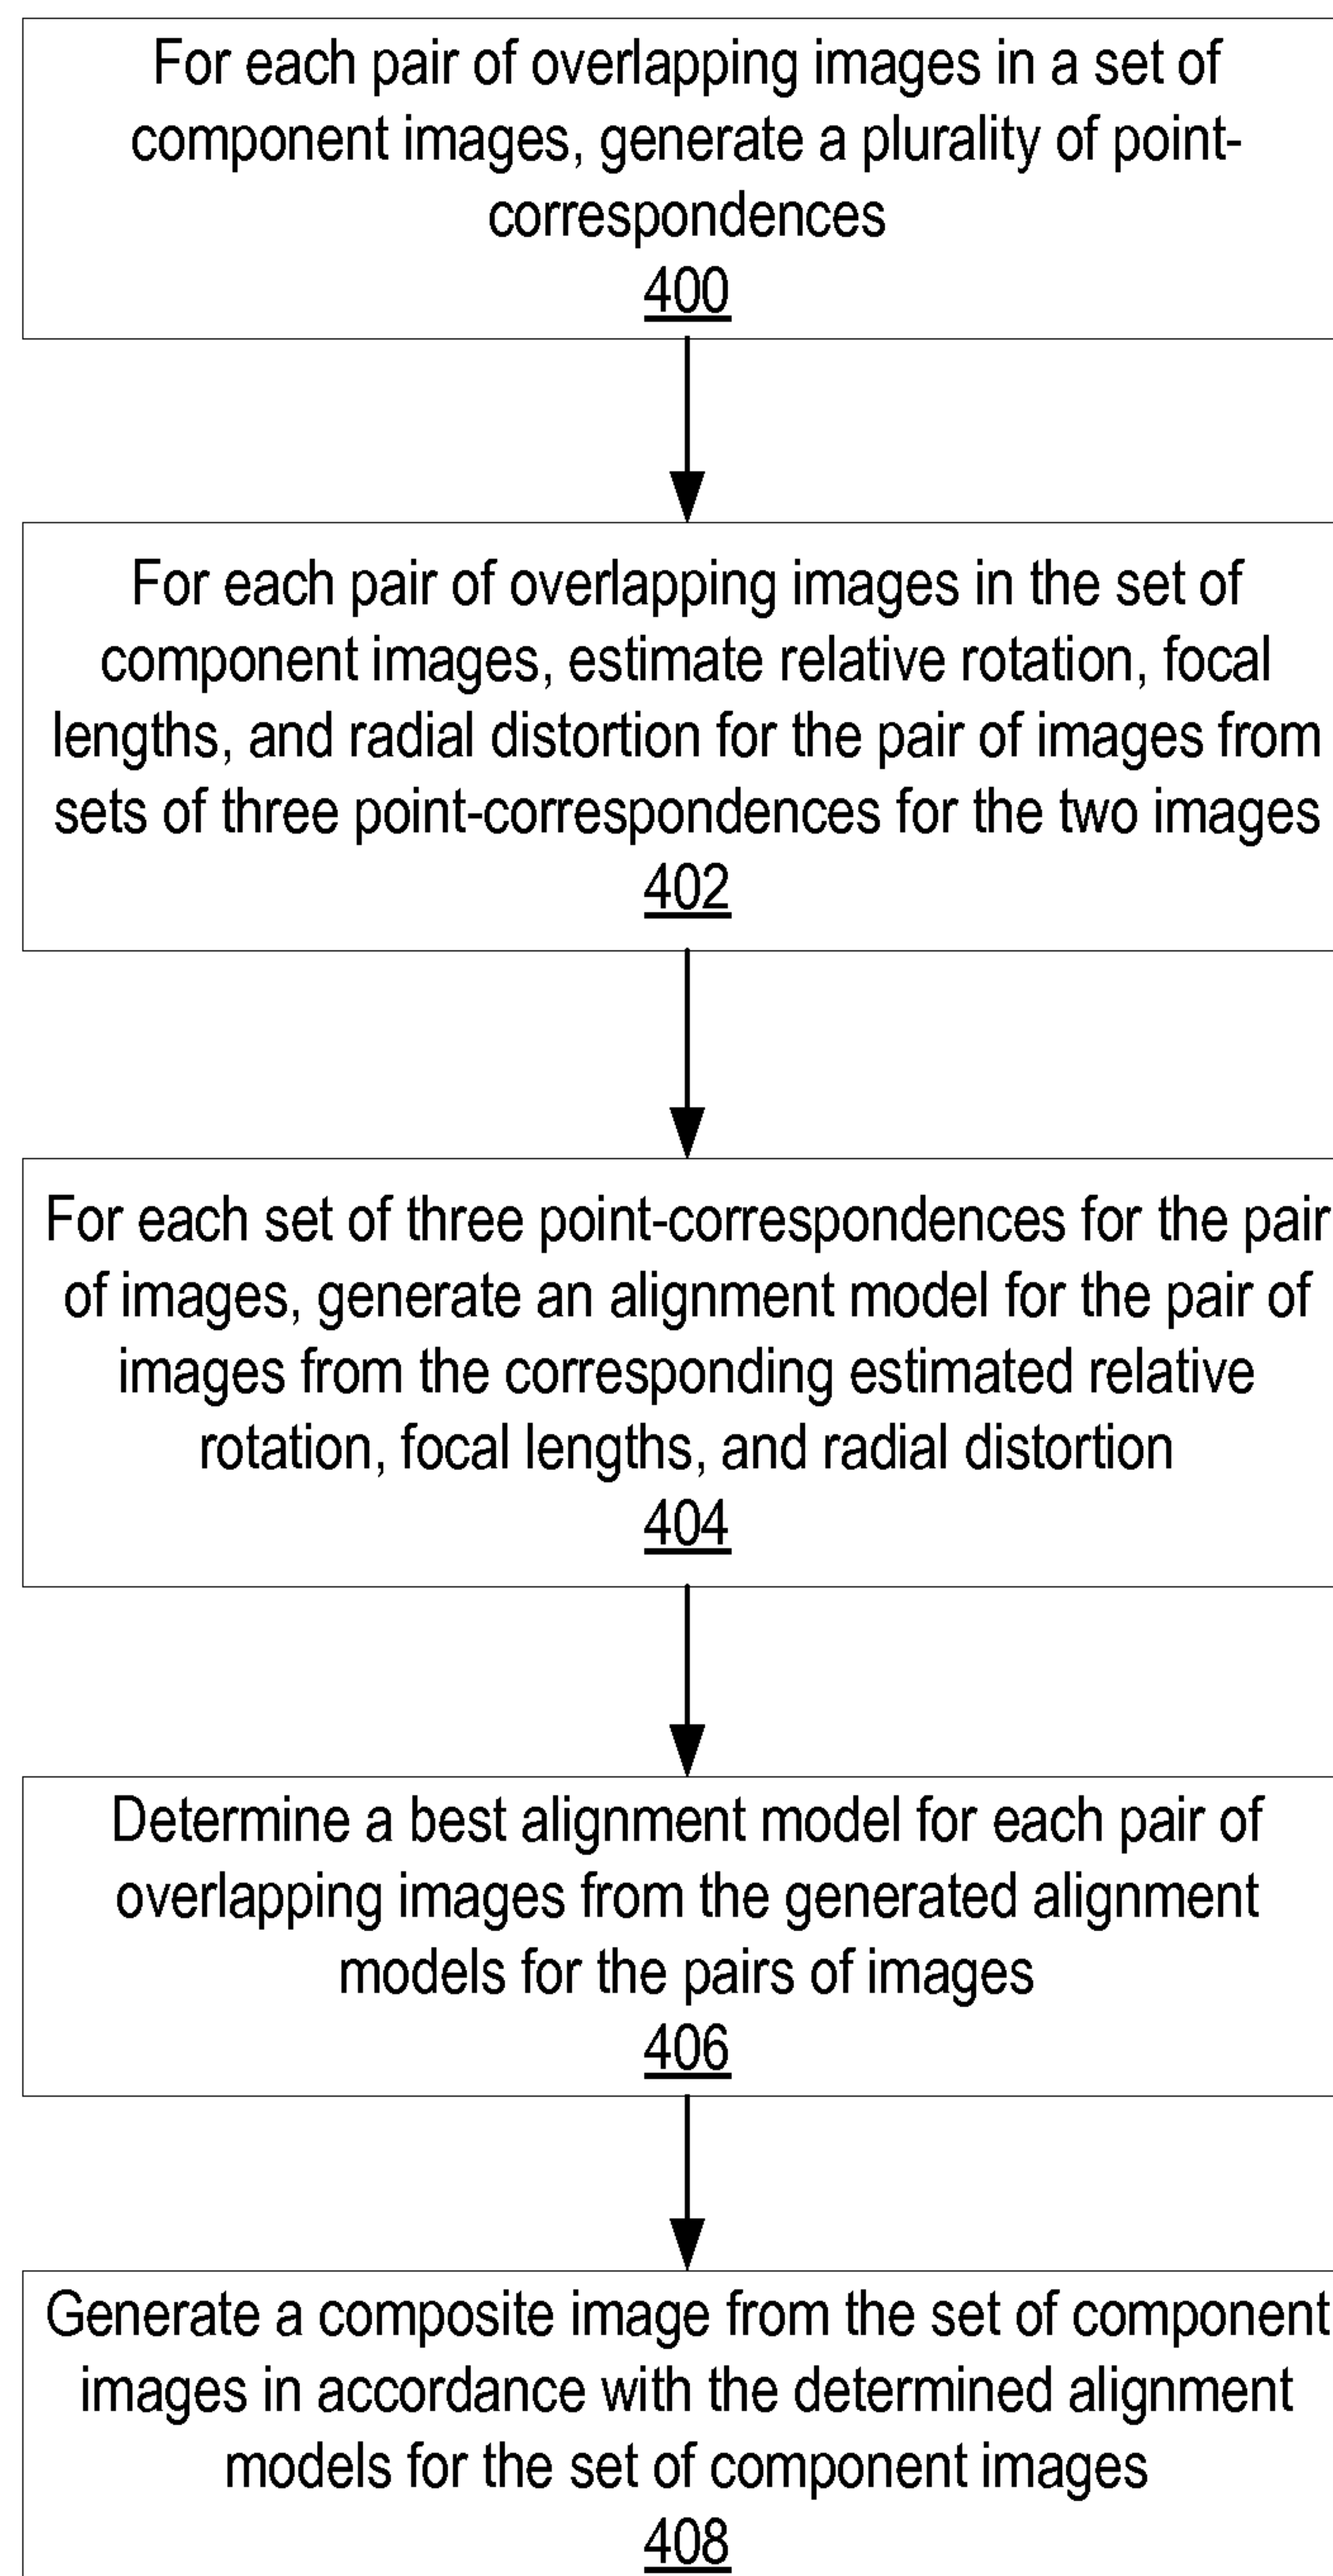 For each pair of overlapping images in a set of
component images, generate a plurality of point-
correspondences
400
For each pair of overlapping images in the set of
component images, estimate relative rotation, focal
lengths, and radial distortion for the pair of images from
sets of three point-correspondences for the two images
402
For each set of three point-correspondences for the pair
of images, generate an alignment model for the pair of
images from the corresponding estimated relative
rotation, focal lengths, and radial distortion
404
Determine a best alignment model for each pair of
overlapping images from the generated alignment
models for the pairs of images
406
Generate a composite image from the set of component
images in accordance with the determined alignment
models for the set of component images
408